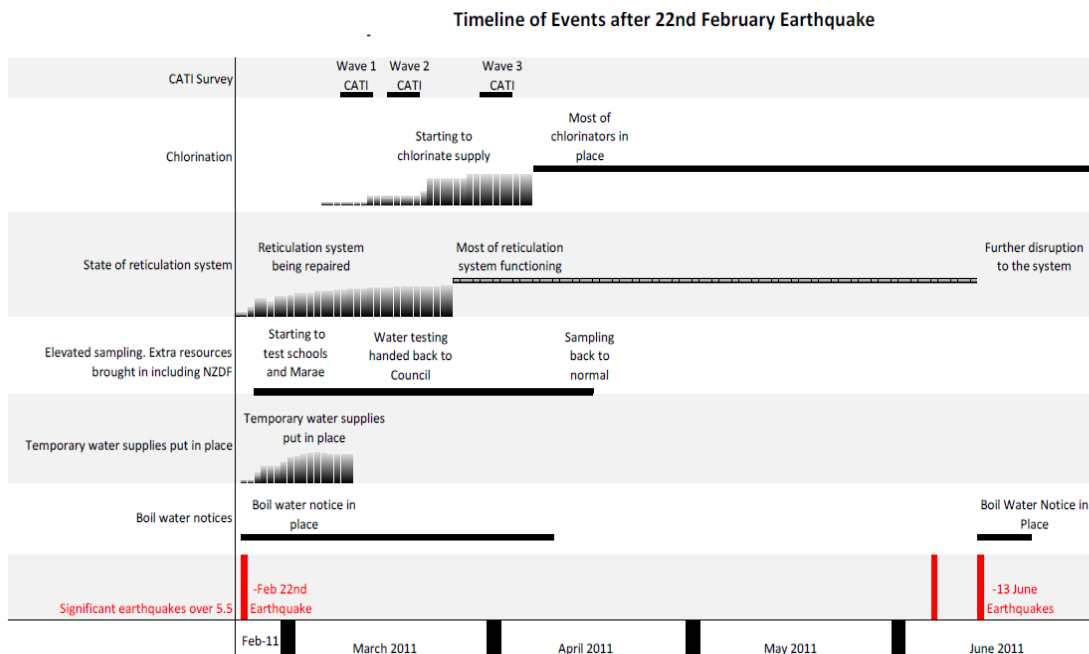 Timeline of Events after 22nd February Earthquake
-
CATI Survey
Wave 1
CATI
Wave 2
CATI
Wave 3
CATI
Chlorination
Starting to
chlorinate supply
Most of
chlorinators in
place
State of reticulation system
Reticulation system
being repaired
Most of reticulation
system functioning
Further disruption
to the system
Elevated sampling. Extra resources
brought in including NZDF
Starting to
test schools
and Marae
Water testing
handed back to
Council
Sampling
back to
normal
Temporary water supplies put in place
Temporary water supplies
put in place
Boil water notices
Boil water notice in
place
Boil Water Notice in
Place
Significant earthquakes over 5.5
-Feb 22nd
Earthquake
-13 June
Earthquakes
Feb-11
March 2011
April 2011
May 2011
June 2011